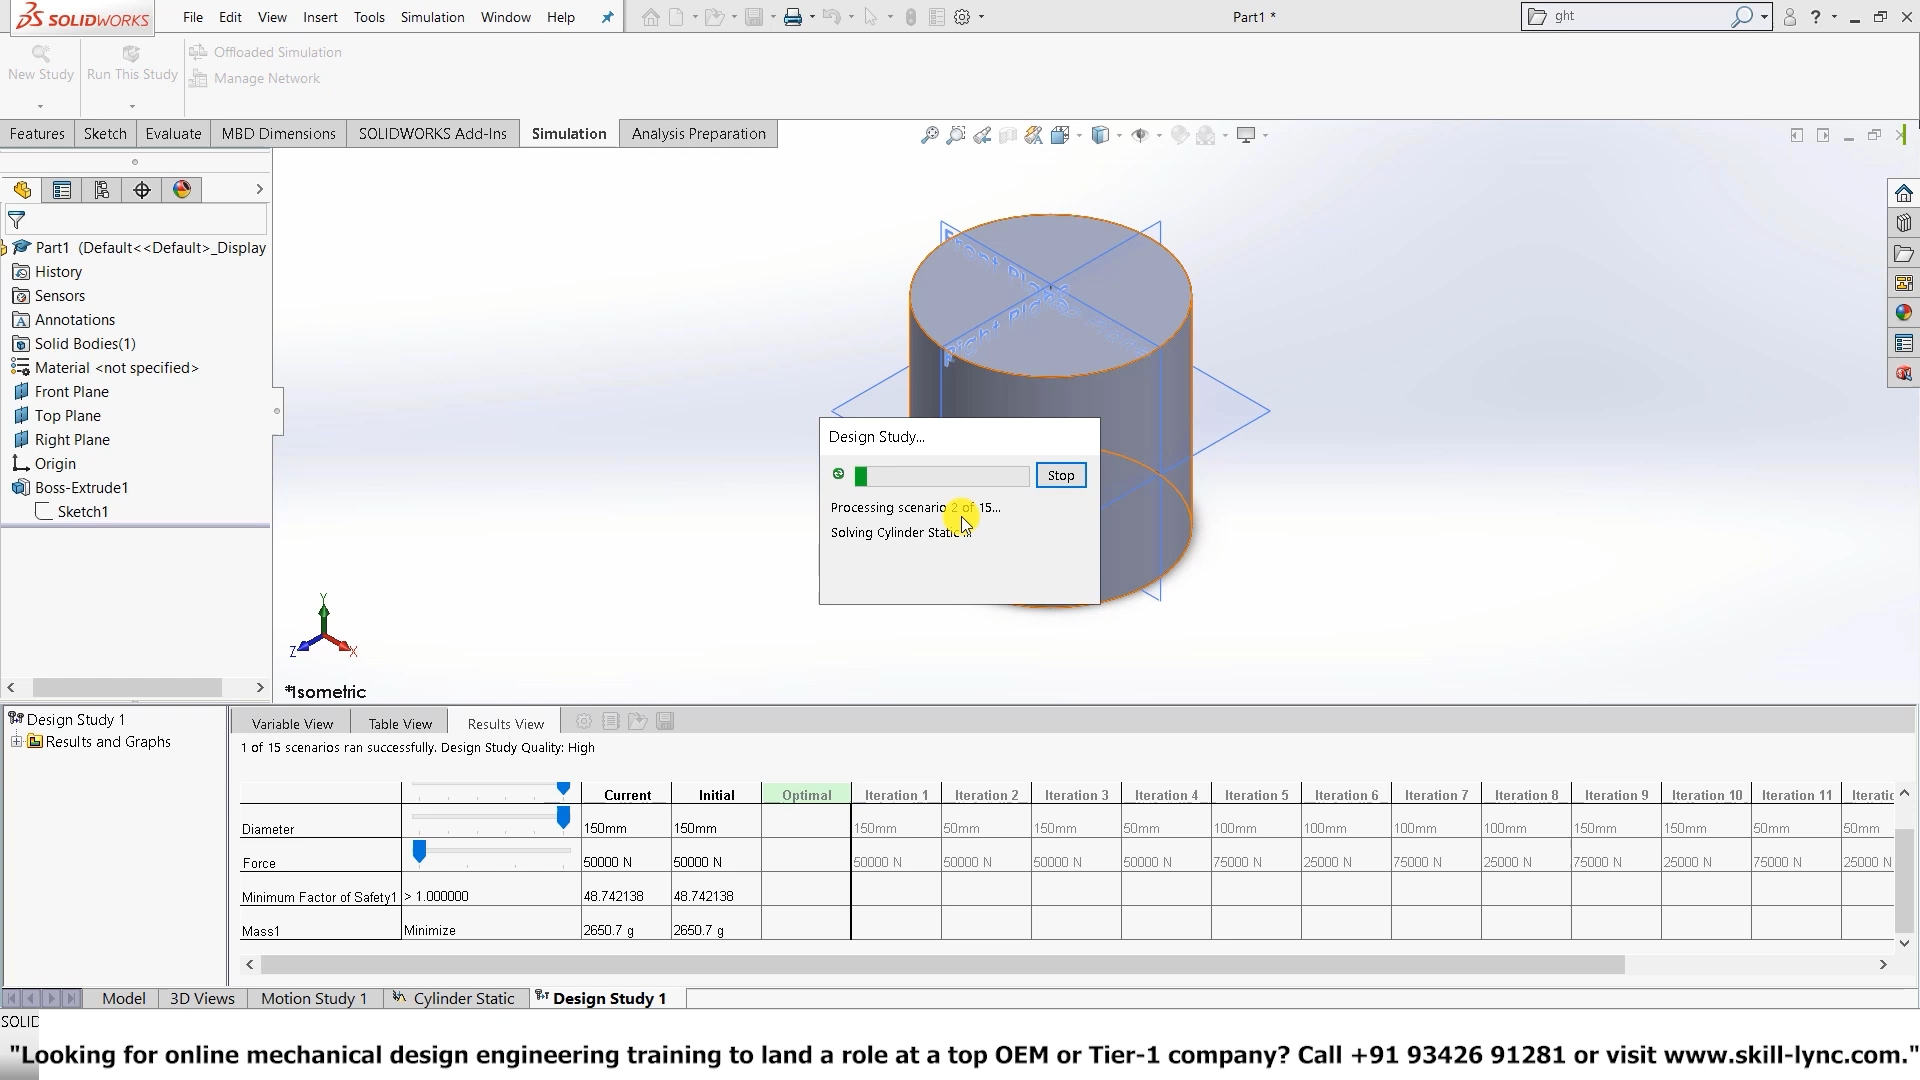 SOLIDWORKS File Edit View Insert Tools Simulation Window Help Part1 * ght
New Study Run This Study Offloaded Simulation
Manage Network
Features Sketch Evaluate MBD Dimensions SOLIDWORKS Add-Ins Simulation Analysis Preparation
Part1 (Default<<Default>_Display
History
Sensors
Annotations
Solid Bodies(1)
Material <not specified>
Front Plane
Top Plane
Right Plane
Origin
Boss-Extrude1
Sketch1
Front Plane
Right Pla
Design Study...
Stop
Processing scenario 2 of 15...
Solving Cylinder Static...
Y
Z X
*Isometric
Design Study 1
Results and Graphs
Variable View Table View Results View
1 of 15 scenarios ran successfully. Design Study Quality: High
Current Initial Optimal Iteration 1 Iteration 2 Iteration 3 Iteration 4 Iteration 5 Iteration 6 Iteration 7 Iteration 8 Iteration 9 Iteration 10 Iteration 11 Iteratic
Diameter 150mm 150mm 150mm 50mm 150mm 50mm 100mm 100mm 100mm 100mm 150mm 150mm 50mm 50mm
Force 50000 N 50000 N 50000 N 50000 N 50000 N 50000 N 75000 N 25000 N 75000 N 25000 N 75000 N 25000 N 75000 N 25000 N
Minimum Factor of Safety1 > 1.000000 48.742138 48.742138
Mass1 Minimize 2650.7 g 2650.7 g
Model 3D Views Motion Study 1 Cylinder Static Design Study 1
SOLID
"Looking for online mechanical design engineering training to land a role at a top OEM or Tier-1 company? Call +91 93426 91281 or visit www.skill-lync.com."